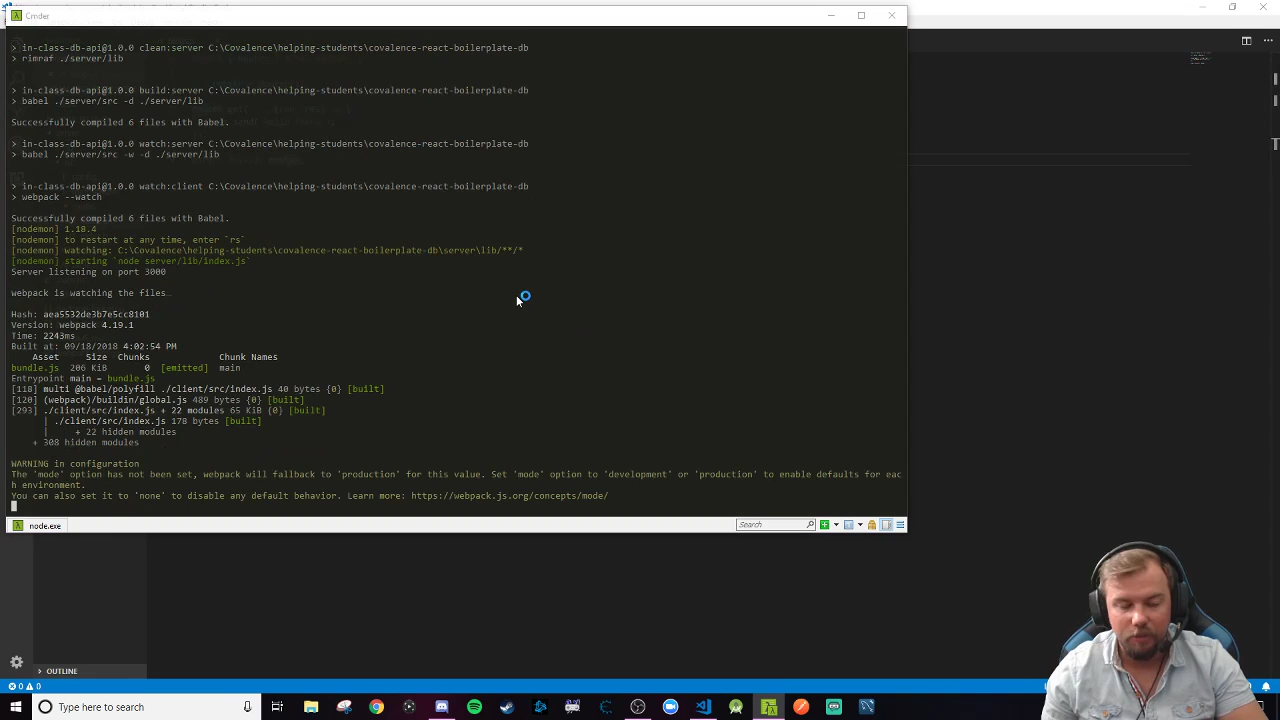 Cmder
> in-class-db-api@1.0.0 clean:server C:\Covalence\helping-students\covalence-react-boilerplate-db
> rimraf ./server/lib
> in-class-db-api@1.0.0 build:server C:\Covalence\helping-students\covalence-react-boilerplate-db
> babel ./server/src -d ./server/lib
Successfully compiled 6 files with Babel.
> in-class-db-api@1.0.0 watch:server C:\Covalence\helping-students\covalence-react-boilerplate-db
> babel ./server/src -w -d ./server/lib
> in-class-db-api@1.0.0 watch:client C:\Covalence\helping-students\covalence-react-boilerplate-db
> webpack --watch
Successfully compiled 6 files with Babel.
[nodemon] 1.18.4
[nodemon] to restart at any time, enter `rs`
[nodemon] watching: C:\Covalence\helping-students\covalence-react-boilerplate-db\server\lib/**/*
[nodemon] starting `node server/lib/index.js`
Server listening on port 3000
webpack is watching the files…
Hash: aea5532de3b7e5cc8101
Version: webpack 4.19.1
Time: 2243ms
Built at: 09/18/2018 4:02:54 PM
Asset Size Chunks Chunk Names
bundle.js 206 KiB 0 [emitted] main
Entrypoint main = bundle.js
[118] multi @babel/polyfill ./client/src/index.js 40 bytes {0} [built]
[120] (webpack)/buildin/global.js 489 bytes {0} [built]
[293] ./client/src/index.js + 22 modules 65 KiB {0} [built]
| ./client/src/index.js 178 bytes [built]
| + 22 hidden modules
+ 308 hidden modules
WARNING in configuration
The 'mode' option has not been set, webpack will fallback to 'production' for this value. Set 'mode' option to 'development' or 'production' to enable defaults for eac
h environment.
You can also set it to 'none' to disable any default behavior. Learn more: https://webpack.js.org/concepts/mode/
node.exe
Search
OUTLINE
0 0
Type here to search